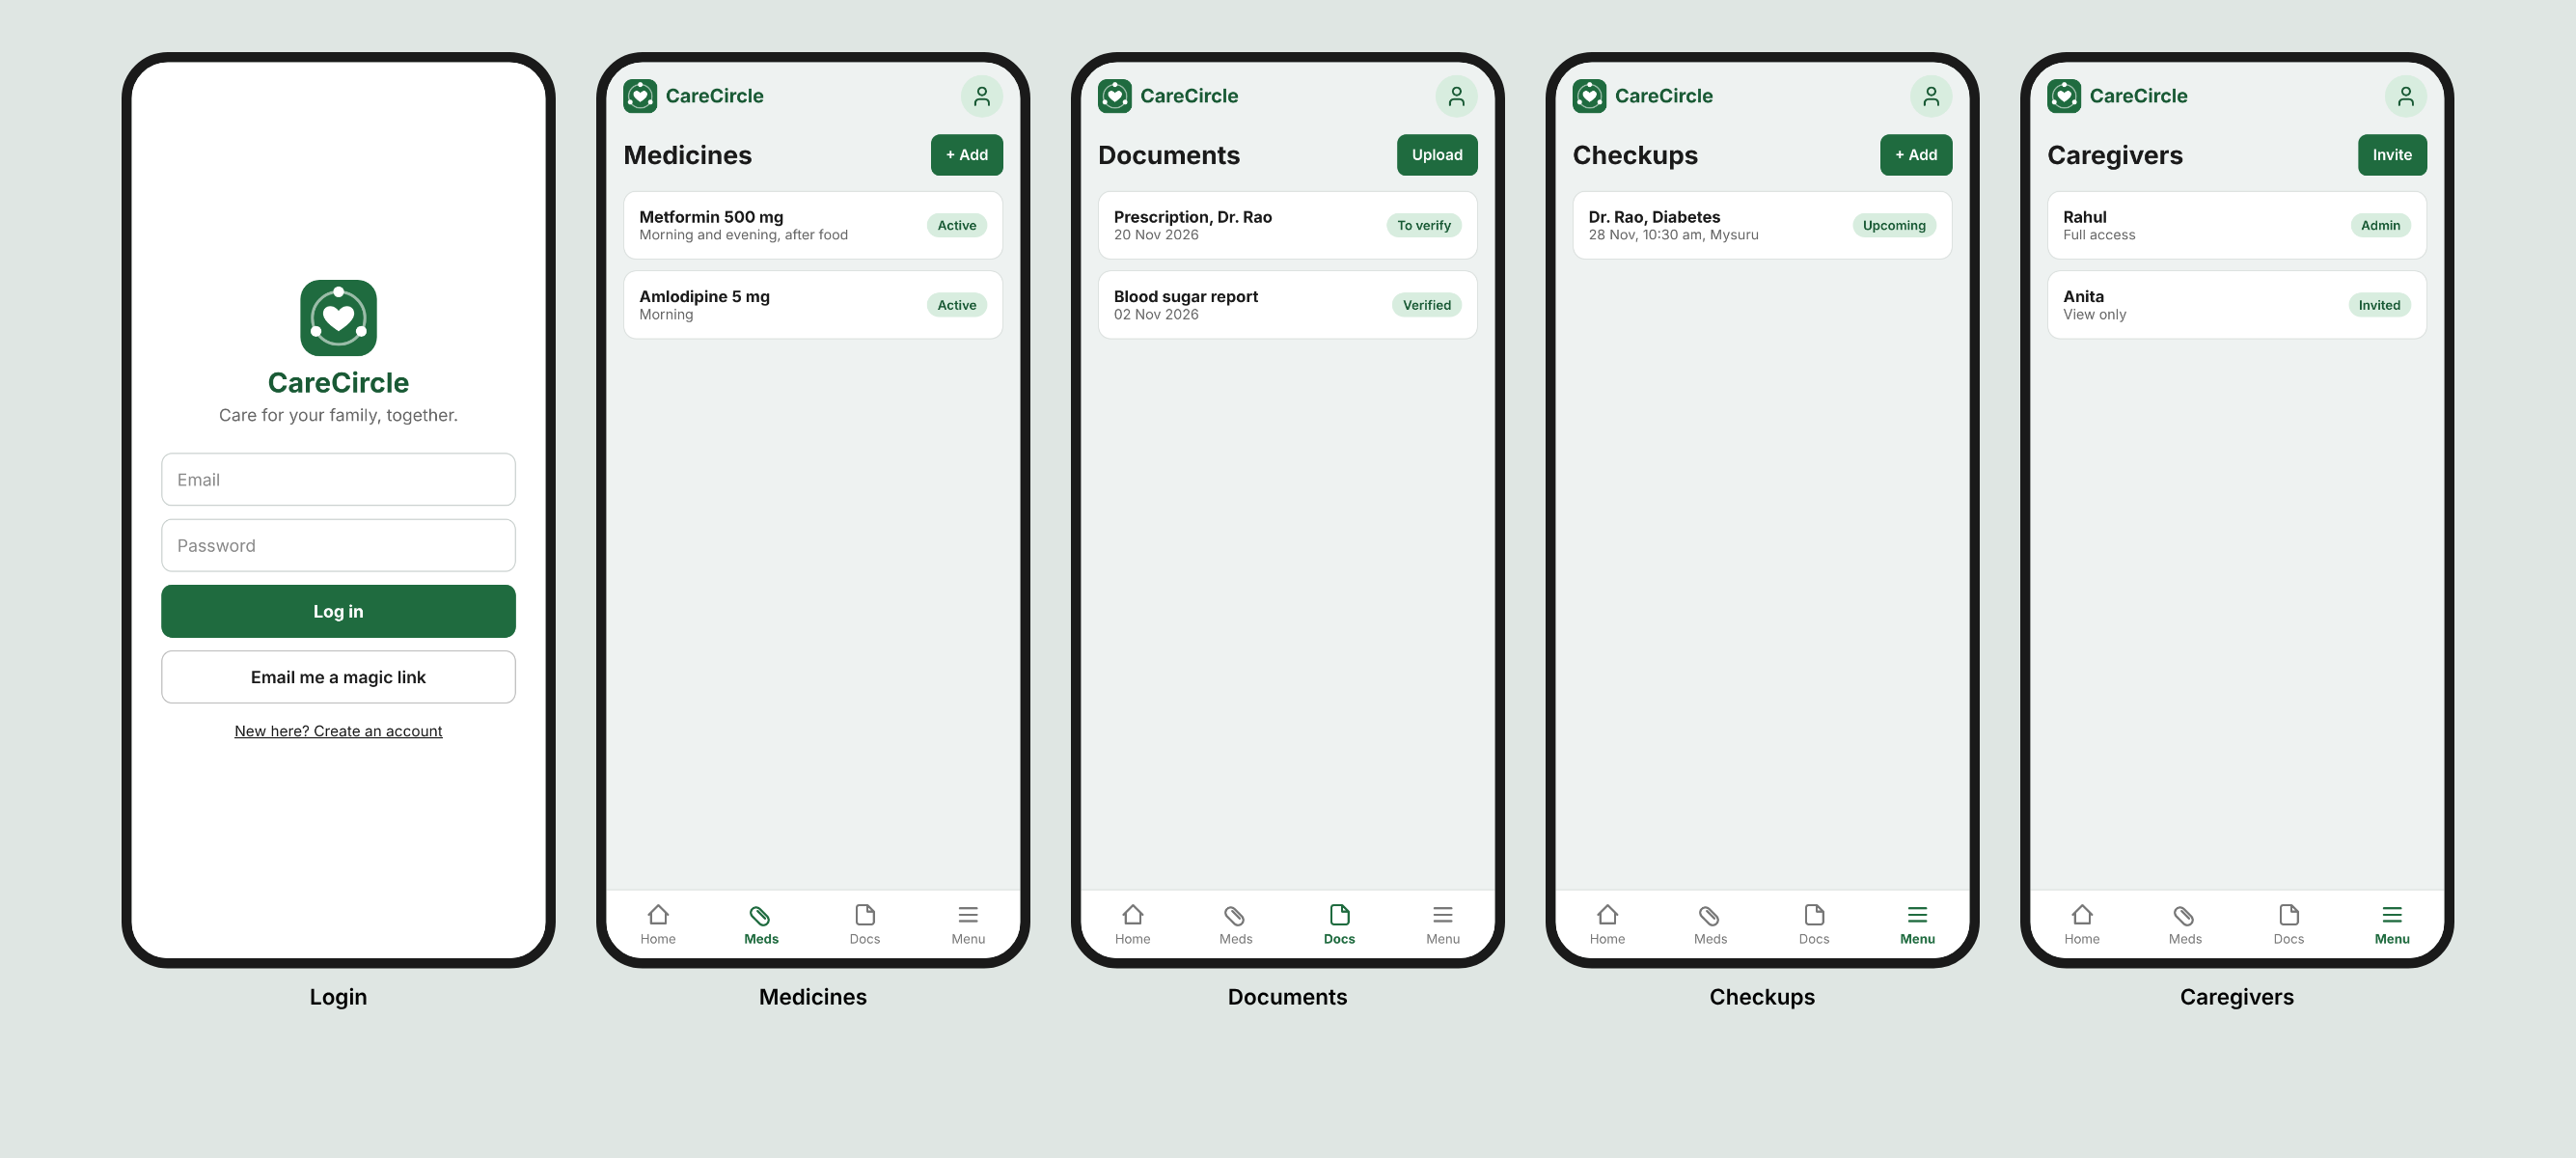 CareCircle
Care for your family, together.
Email
Password
Log in
Email me a magic link
New here? Create an account
Login
CareCircle
Medicines
+ Add
Metformin 500 mg
Morning and evening, after food
Active
Amlodipine 5 mg
Morning
Active
Home
Meds
Docs
Menu
Medicines
CareCircle
Documents
Upload
Prescription, Dr. Rao
20 Nov 2026
To verify
Blood sugar report
02 Nov 2026
Verified
Home
Meds
Docs
Menu
Documents
CareCircle
Checkups
+ Add
Dr. Rao, Diabetes
28 Nov, 10:30 am, Mysuru
Upcoming
Home
Meds
Docs
Menu
Checkups
CareCircle
Caregivers
Invite
Rahul
Full access
Admin
Anita
View only
Invited
Home
Meds
Docs
Menu
Caregivers